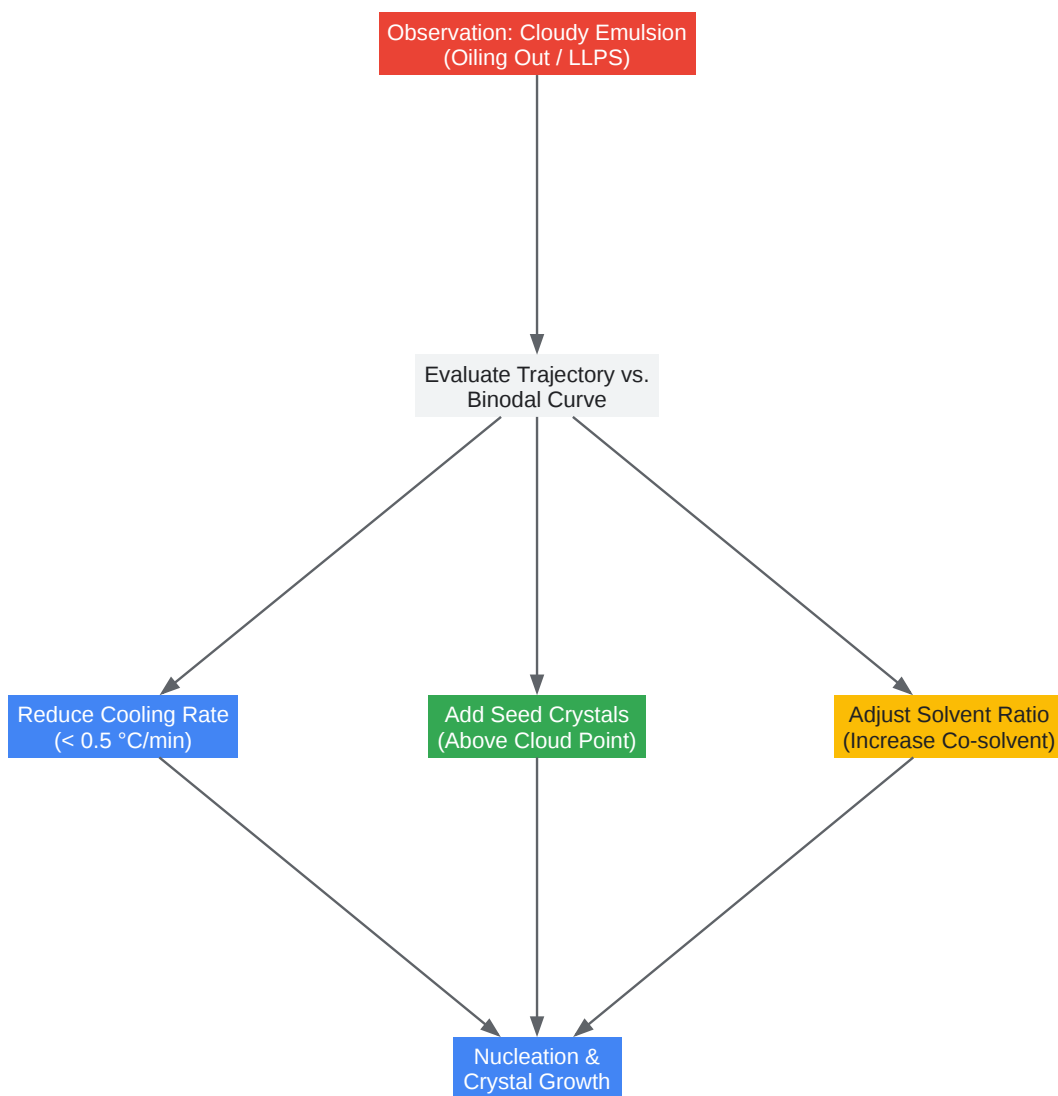 Observation: Cloudy Emulsion
(Oiling Out / LLPS)
Evaluate Trajectory vs.
Binodal Curve
Reduce Cooling Rate
(< 0.5 °C/min)
Add Seed Crystals
(Above Cloud Point)
Adjust Solvent Ratio
(Increase Co-solvent)
Nucleation &
Crystal Growth